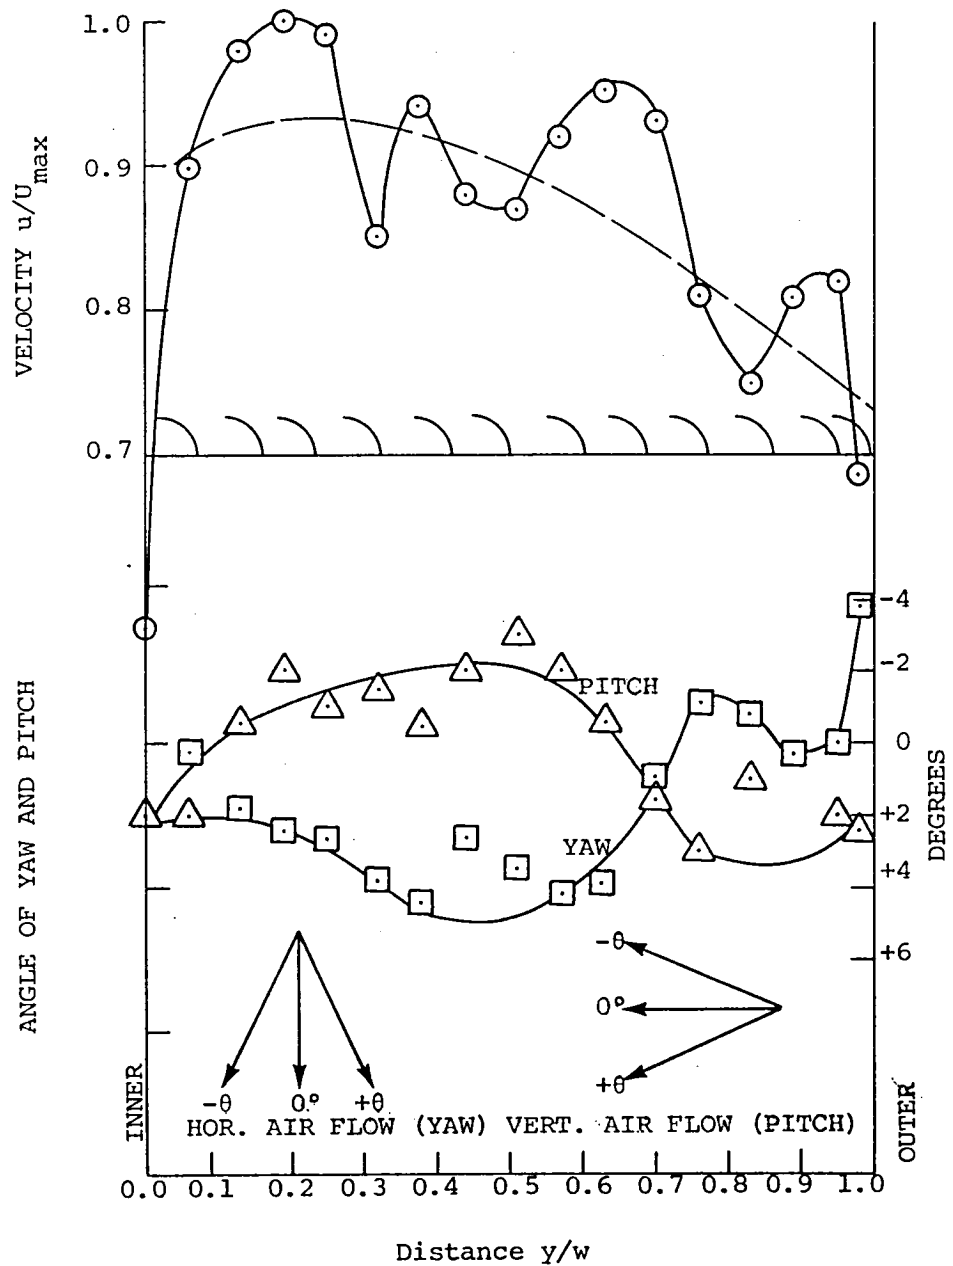 1.0
0.9
0.8
0.7
VELOCITY u/Umax
-4
-2
0
+2
+4
+6
DEGREES
ANGLE OF YAW AND PITCH
PITCH
YAW
-θ
0°
+θ
-θ
0°
+θ
HOR. AIR FLOW (YAW) VERT. AIR FLOW (PITCH)
INNER
OUTER
0.0 0.1 0.2 0.3 0.4 0.5 0.6 0.7 0.8 0.9 1.0
Distance y/w